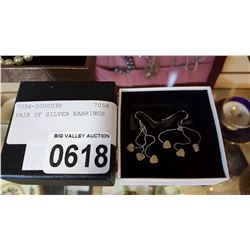 7056-0000030 7056
PAIR OF SILVER EARRINGS
BIG VALLEY AUCTION
0618